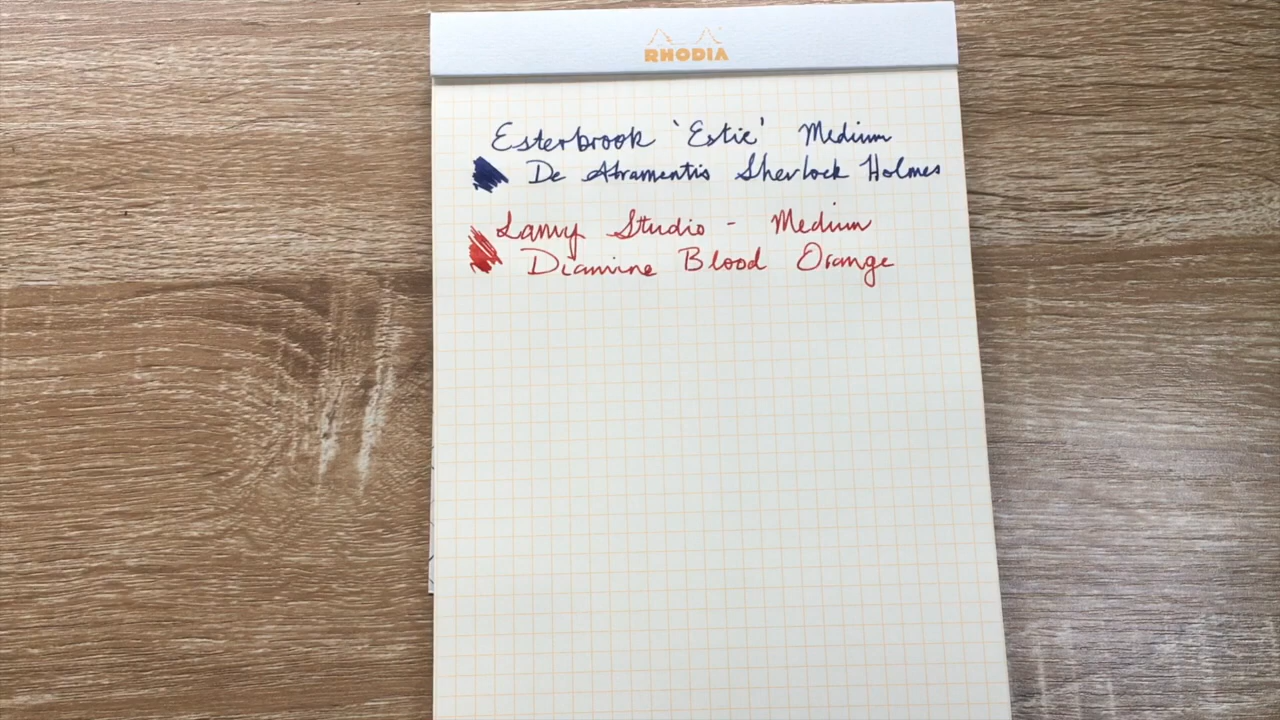 RHODIA
Esterbrook 'Estie' Medium
De Atramentis Sherlock Holmes
Lamy Studio - Medium
Diamine Blood Orange